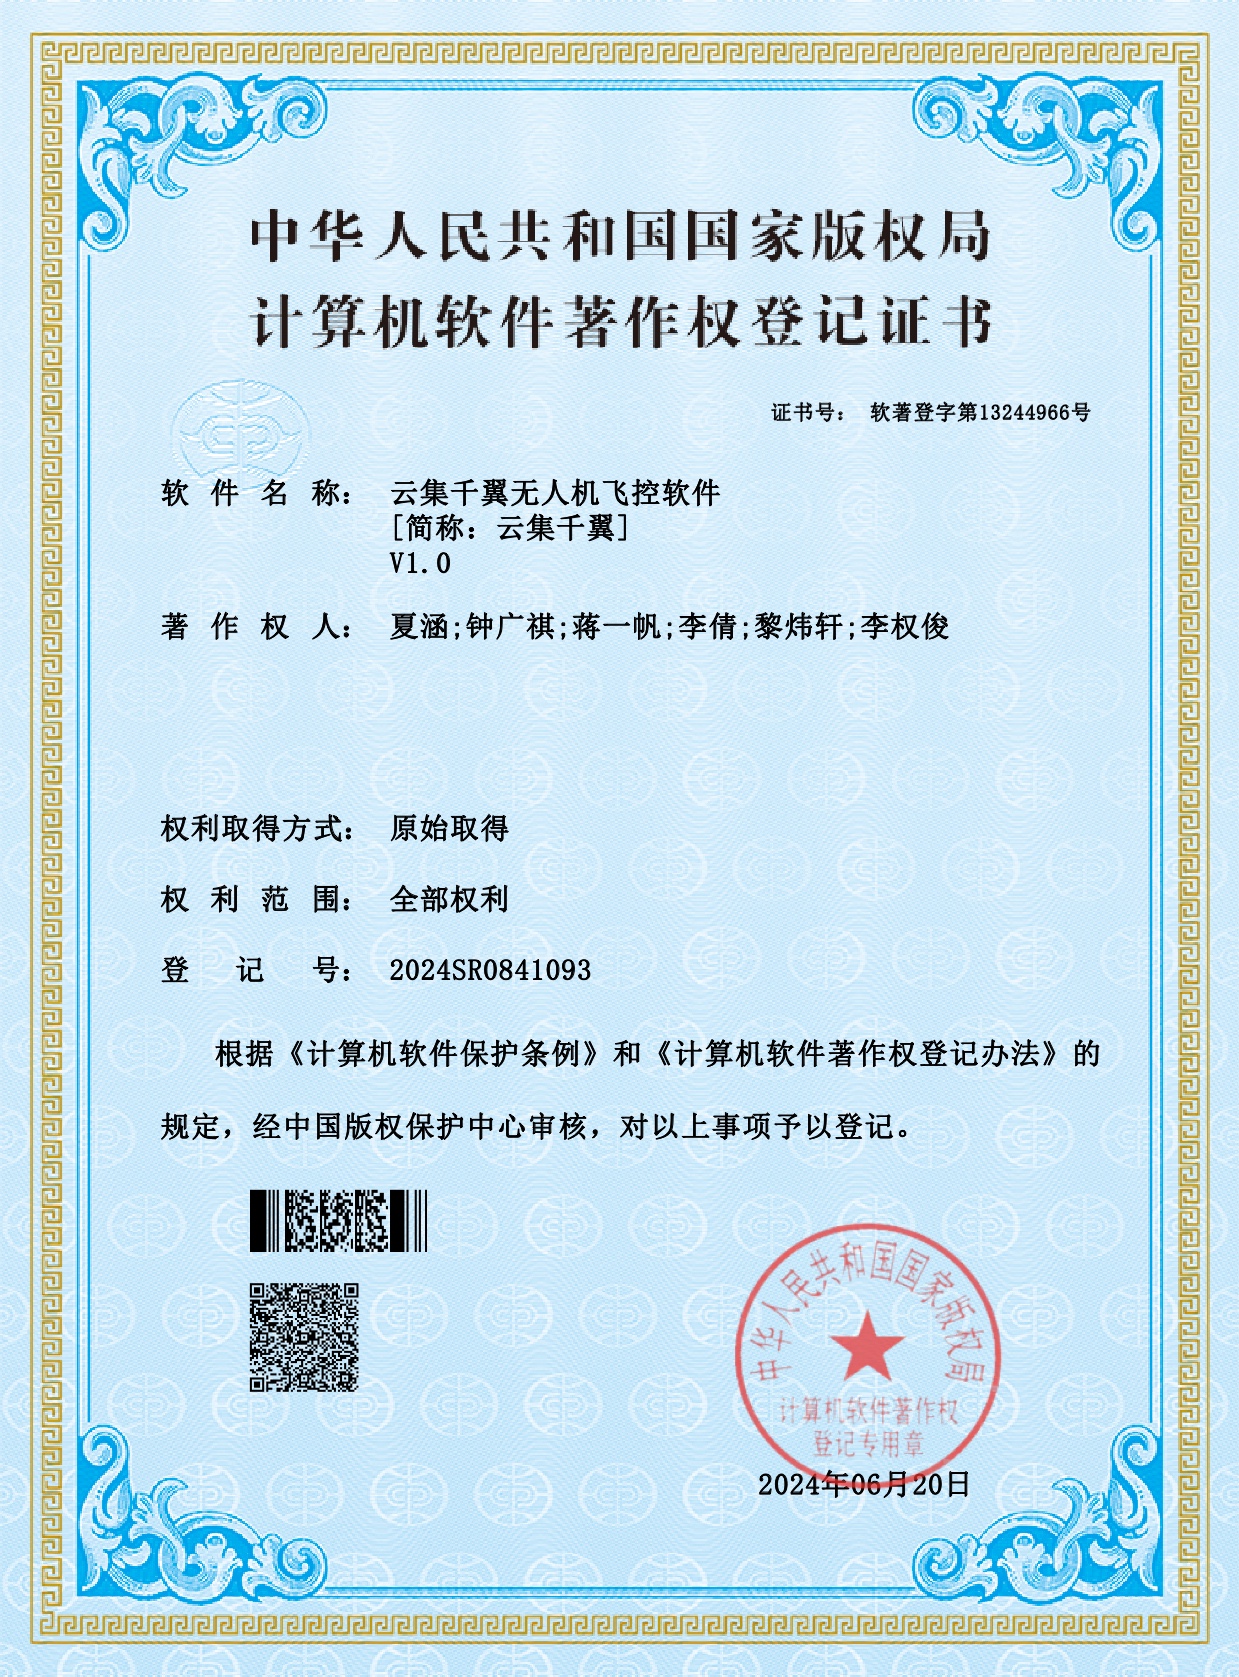 中华人民共和国国家版权局
计算机软件著作权登记证书
证书号： 软著登字第13244966号
软件名称： 云集千翼无人机飞控软件
[简称：云集千翼]
V1.0
著作权人： 夏涵;钟广祺;蒋一帆;李倩;黎炜轩;李权俊
权利取得方式： 原始取得
权利范围： 全部权利
登记号： 2024SR0841093
根据《计算机软件保护条例》和《计算机软件著作权登记办法》的
规定，经中国版权保护中心审核，对以上事项予以登记。
中华人民共和国国家版权局
计算机软件著作权
登记专用章
2024年06月20日